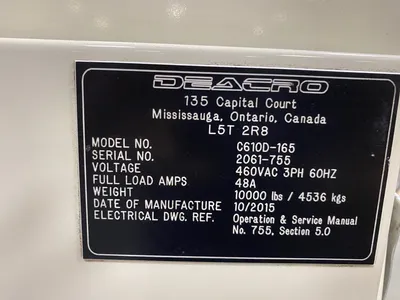 DEACRO
135 Capital Court
Mississauga, Ontario, Canada
L5T 2R8
MODEL NO. C610D-165
SERIAL NO. 2061-755
VOLTAGE 460VAC 3PH 60HZ
FULL LOAD AMPS 48A
WEIGHT 10000 lbs / 4536 kgs
DATE OF MANUFACTURE 10/2015
ELECTRICAL DWG. REF. Operation & Service Manual
No. 755, Section 5.0